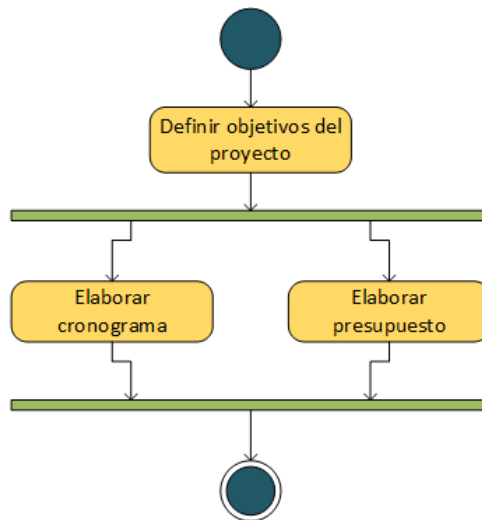 Definir objetivos del
proyecto
Elaborar
cronograma
Elaborar
presupuesto